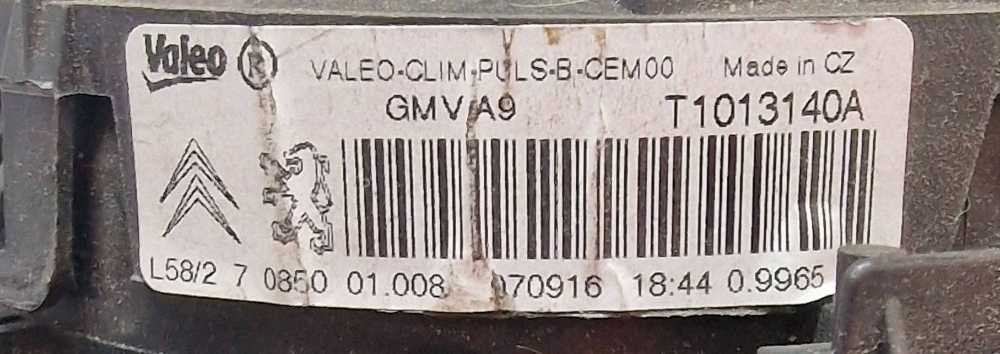 Valeo ® VALEO-CLIM-PULS-B-CEM00 Made in CZ
GMV A9 T1013140A
L58/2 7 0850 01.008 070916 18:44 0.9965